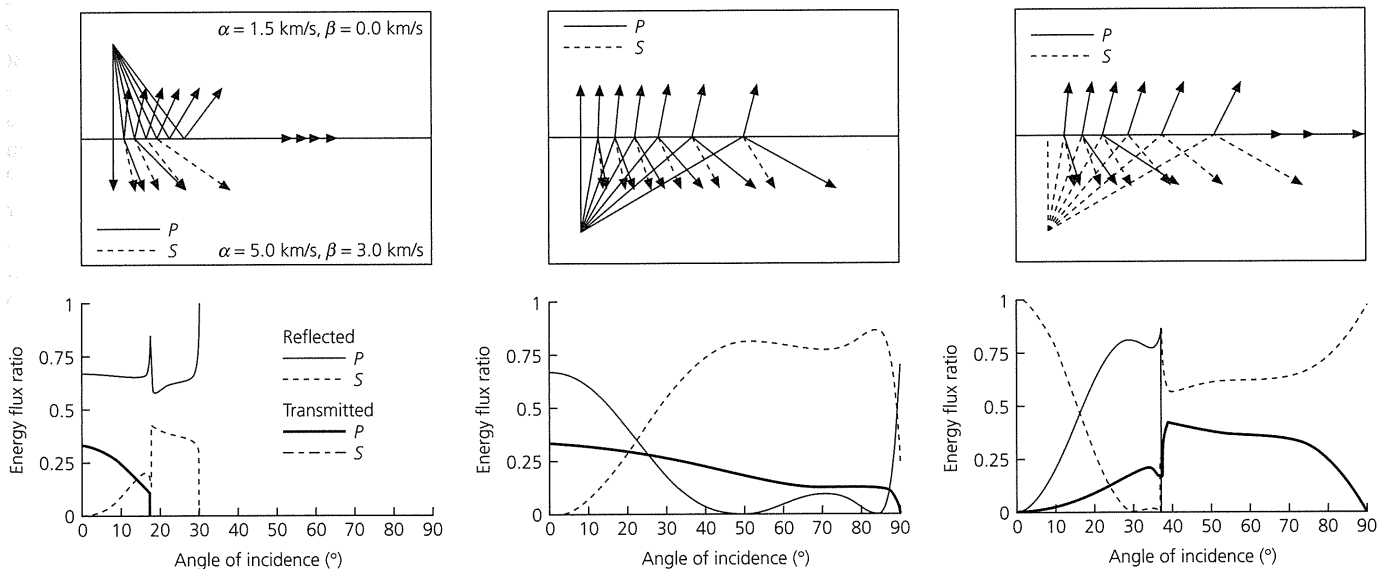 α = 1.5 km/s, β = 0.0 km/s
P
S
α = 5.0 km/s, β = 3.0 km/s
P
S
P
S
Energy flux ratio
1
0.75
0.5
0.25
0
0 10 20 30 40 50 60 70 80 90
Angle of incidence (°)
Reflected
P
S
Transmitted
P
S
Energy flux ratio
1
0.75
0.5
0.25
0
0 10 20 30 40 50 60 70 80 90
Angle of incidence (°)
Energy flux ratio
1
0.75
0.5
0.25
0
0 10 20 30 40 50 60 70 80 90
Angle of incidence (°)